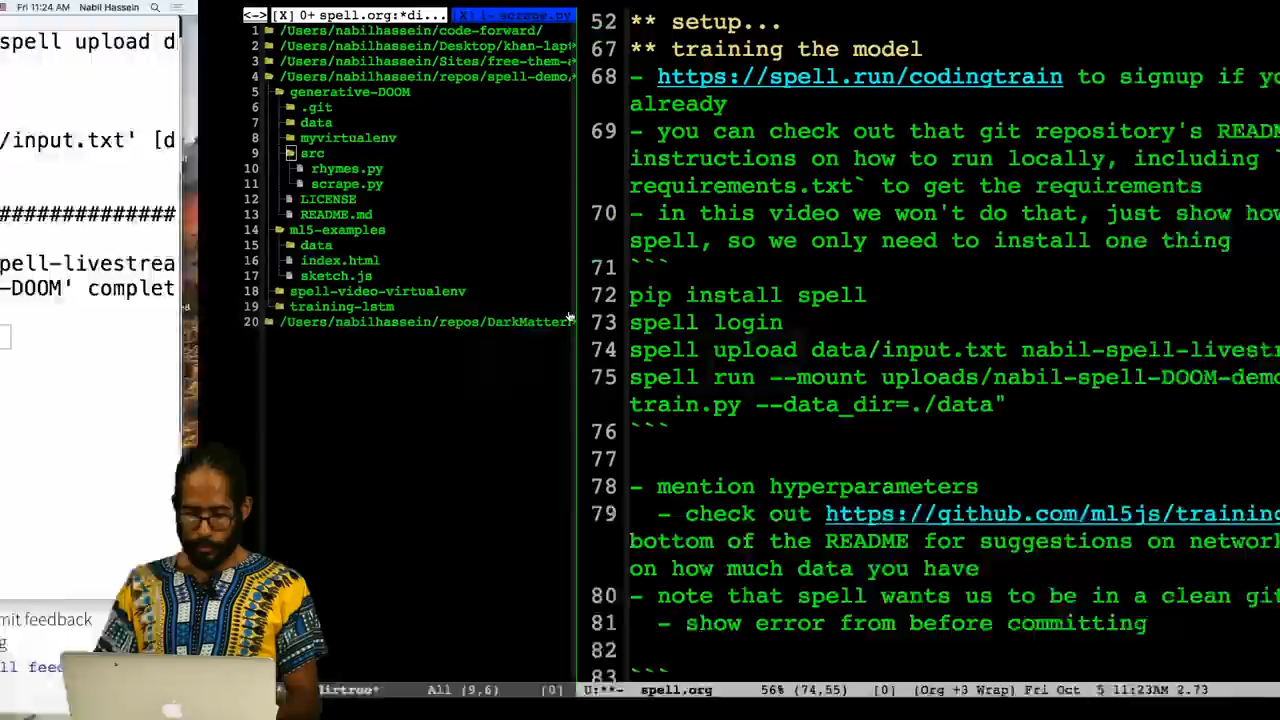 Fri 11:24 AM Nabil Hassein
spell upload d
/input.txt' [d
##############
pell-livestrea
-DOOM' complet
mit feedback
<-> [X] 0+ spell.org:*di... [X] 1- scrape.py
1 /Users/nabilhassein/code-forward/
2 /Users/nabilhassein/Desktop/khan-lap
3 /Users/nabilhassein/Sites/free-them-a
4 /Users/nabilhassein/repos/spell-demo/
5 generative-DOOM
6 .git
7 data
8 myvirtualenv
9 src
10 rhymes.py
11 scrape.py
12 LICENSE
13 README.md
14 ml5-examples
15 data
16 index.html
17 sketch.js
18 spell-video-virtualenv
19 training-lstm
20 /Users/nabilhassein/repos/DarkMatter
All (9,6) [0]
52 ** setup...
67 ** training the model
68 - https://spell.run/codingtrain to signup if yo
already
69 - you can check out that git repository's READM
instructions on how to run locally, including `
requirements.txt` to get the requirements
70 - in this video we won't do that, just show how
spell, so we only need to install one thing
71 ```
72 pip install spell
73 spell login
74 spell upload data/input.txt nabil-spell-livestr
75 spell run --mount uploads/nabil-spell-DOOM-demo
train.py --data_dir=./data"
76 ```
77
78 - mention hyperparameters
79 - check out https://github.com/ml5js/training
bottom of the README for suggestions on network
on how much data you have
80 - note that spell wants us to be in a clean git
81 - show error from before committing
82
83 ```
U:**- spell.org 56% (74,55) [0] (Org +3 Wrap) Fri Oct 5 11:23AM 2.73